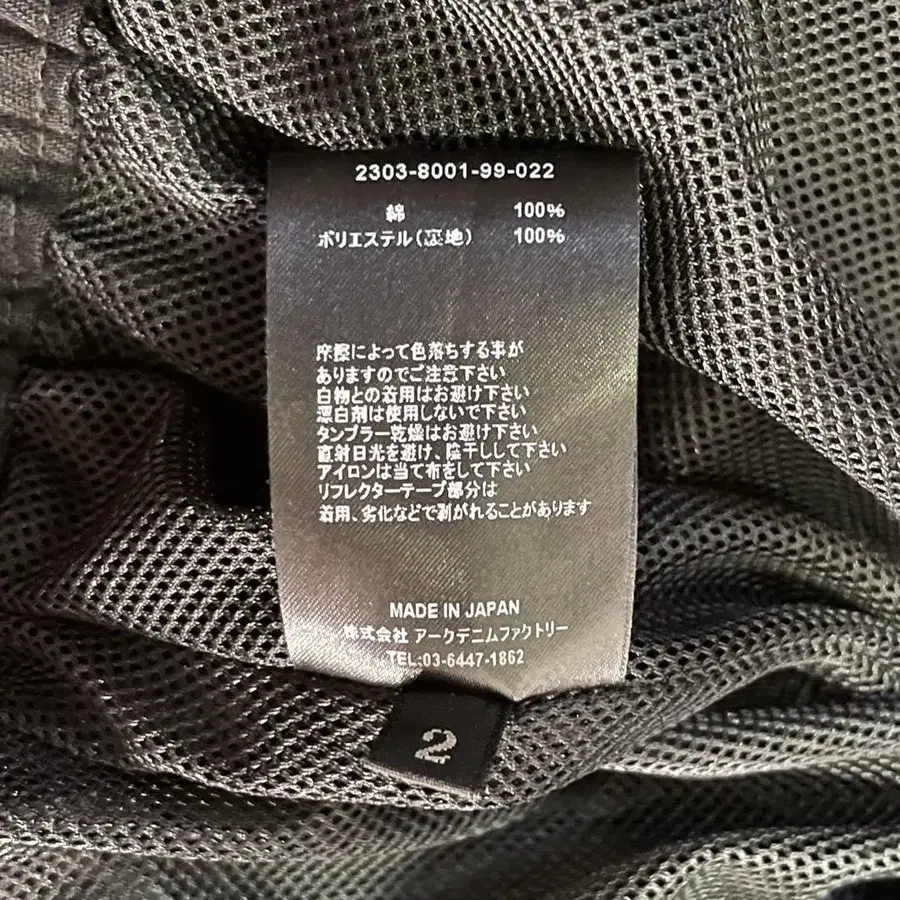 2303-8001-99-022
綿 100%
ポリエステル(裏地) 100%
摩擦によって色落ちする事が
ありますのでご注意下さい
白物との着用はお避け下さい
漂白剤は使用しないで下さい
タンブラー乾燥はお避け下さい
直射日光を避け、陰干しして下さい
アイロンは当て布をして下さい
リフレクターテープ部分は
着用、劣化などで剥がれることがあります
MADE IN JAPAN
株式会社 アークデニムファクトリー
TEL:03-6447-1862
2